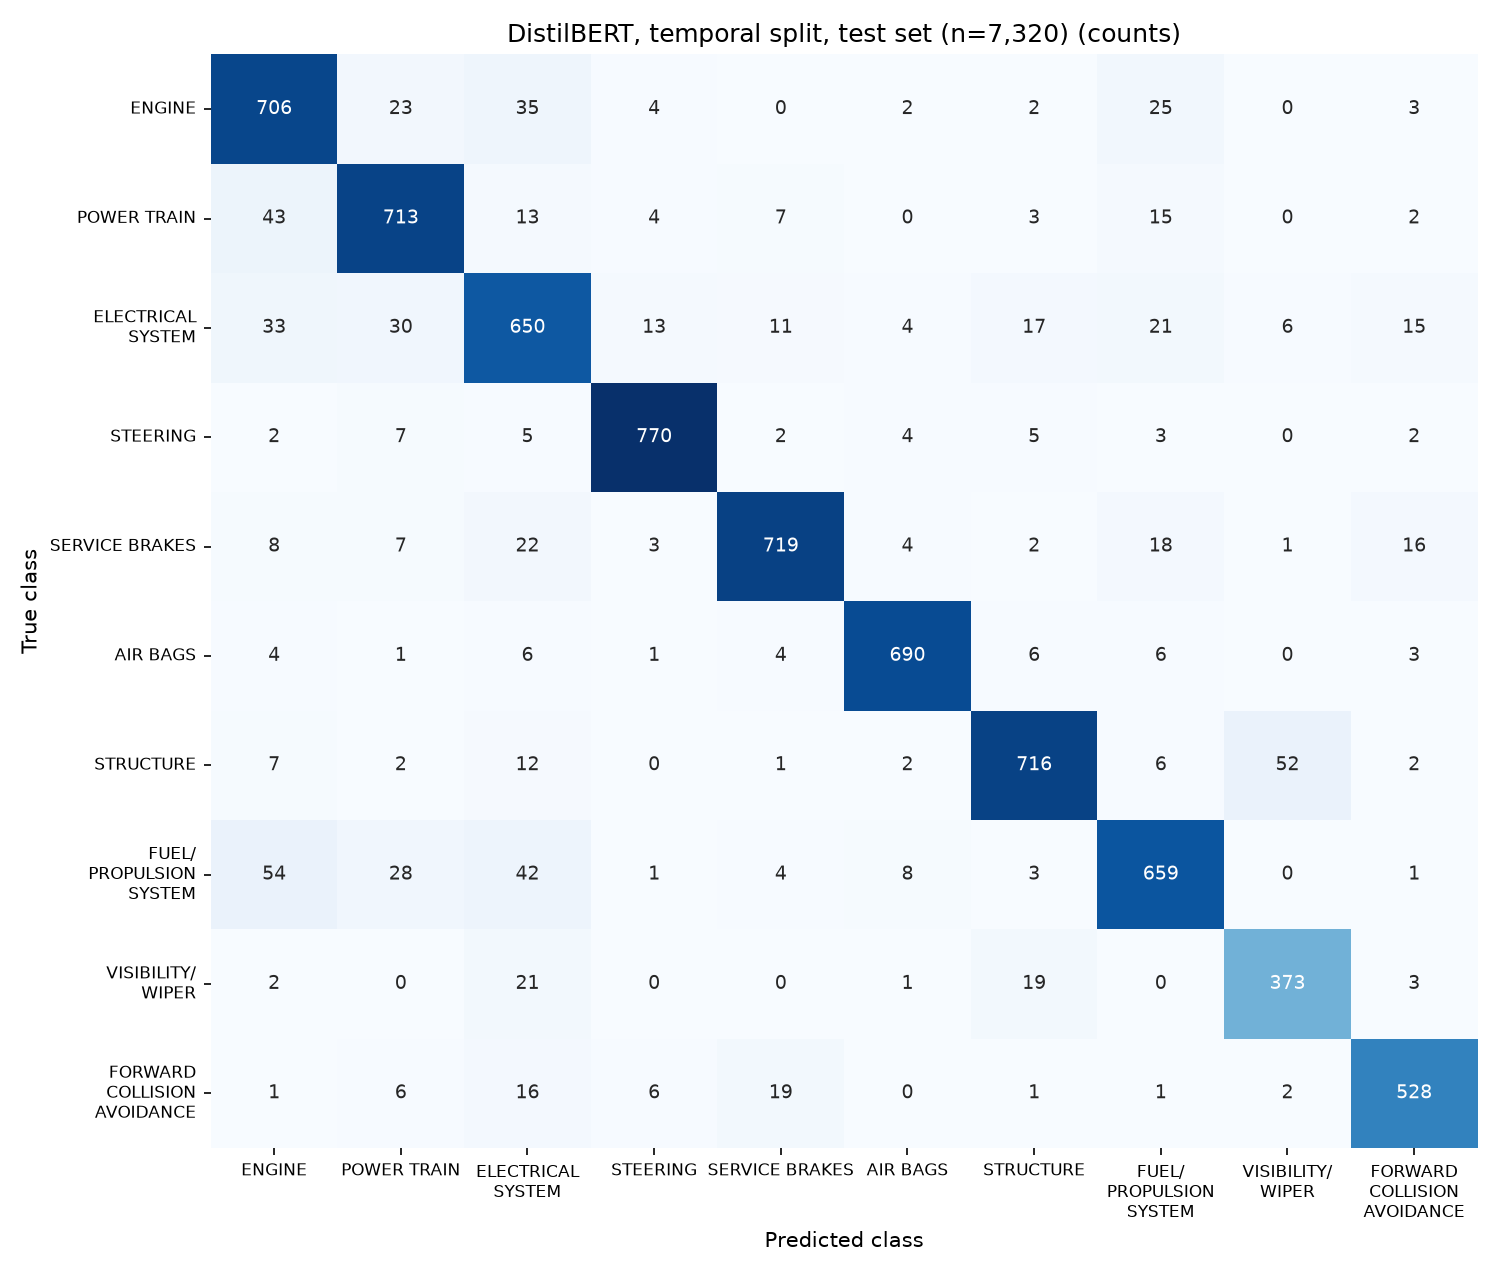 DistilBERT, temporal split, test set (n=7,320) (counts)
True class
ENGINE 706 23 35 4 0 2 2 25 0 3
POWER TRAIN 43 713 13 4 7 0 3 15 0 2
ELECTRICAL
SYSTEM 33 30 650 13 11 4 17 21 6 15
STEERING 2 7 5 770 2 4 5 3 0 2
SERVICE BRAKES 8 7 22 3 719 4 2 18 1 16
AIR BAGS 4 1 6 1 4 690 6 6 0 3
STRUCTURE 7 2 12 0 1 2 716 6 52 2
FUEL/
PROPULSION
SYSTEM 54 28 42 1 4 8 3 659 0 1
VISIBILITY/
WIPER 2 0 21 0 0 1 19 0 373 3
FORWARD
COLLISION
AVOIDANCE 1 6 16 6 19 0 1 1 2 528
ENGINE
POWER TRAIN
ELECTRICAL
SYSTEM
STEERING
SERVICE BRAKES
AIR BAGS
STRUCTURE
FUEL/
PROPULSION
SYSTEM
VISIBILITY/
WIPER
FORWARD
COLLISION
AVOIDANCE
Predicted class